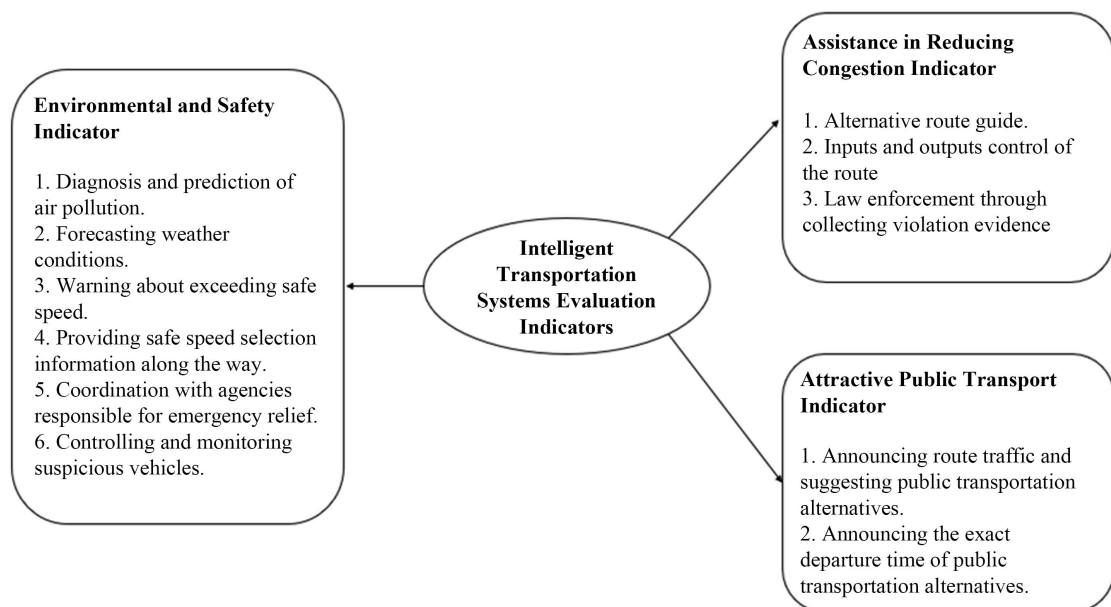 Environmental and Safety
Indicator
1. Diagnosis and prediction of
air pollution.
2. Forecasting weather
conditions.
3. Warning about exceeding safe
speed.
4. Providing safe speed selection
information along the way.
5. Coordination with agencies
responsible for emergency relief.
6. Controlling and monitoring
suspicious vehicles.
Intelligent
Transportation
Systems Evaluation
Indicators
Assistance in Reducing
Congestion Indicator
1. Alternative route guide.
2. Inputs and outputs control of
the route
3. Law enforcement through
collecting violation evidence
Attractive Public Transport
Indicator
1. Announcing route traffic and
suggesting public transportation
alternatives.
2. Announcing the exact
departure time of public
transportation alternatives.